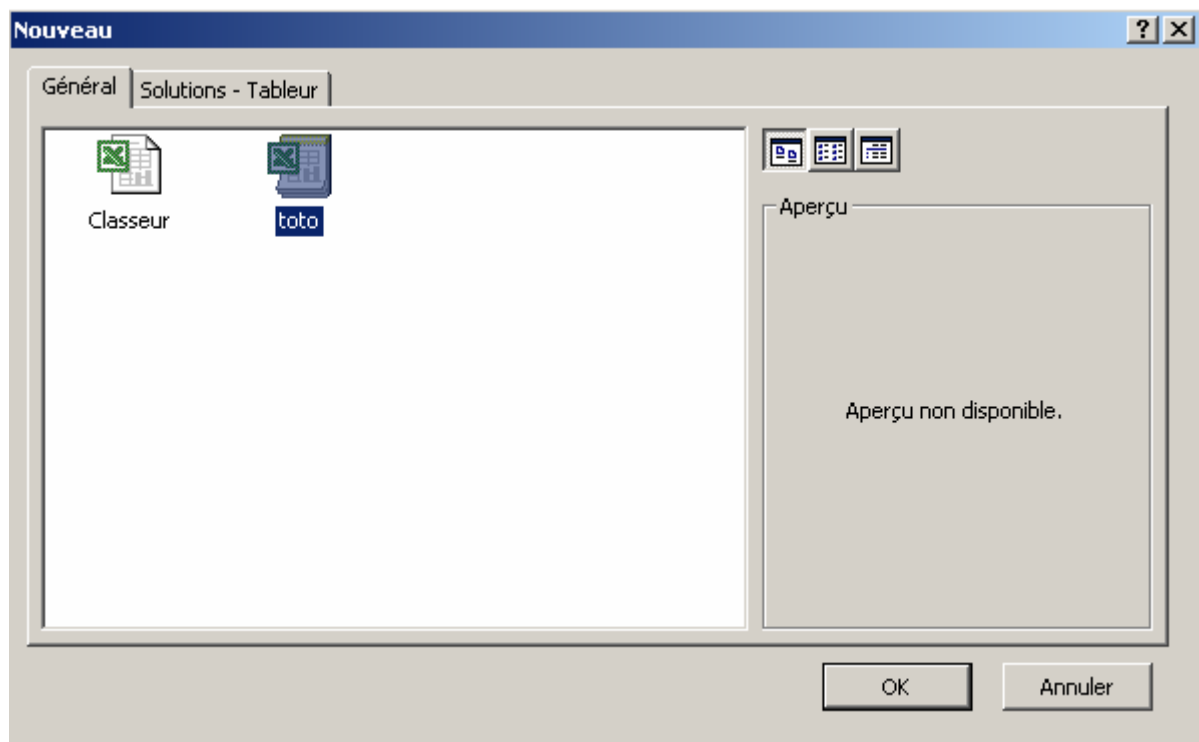 Nouveau
Général
Solutions - Tableur
Classeur
toto
Aperçu
Aperçu non disponible.
OK
Annuler